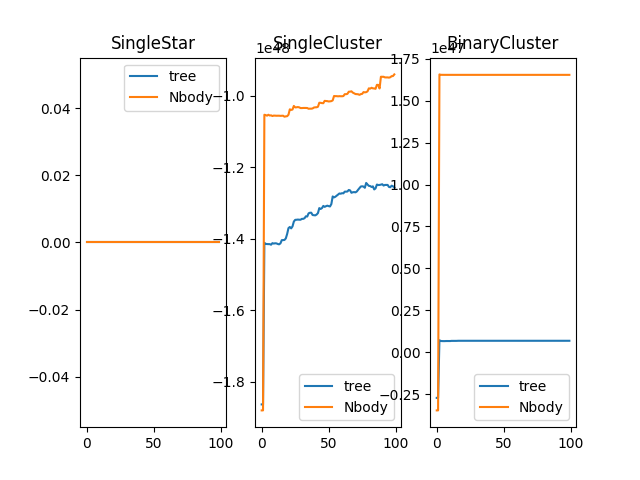 SingleStar
tree
Nbody
0.04
0.02
0.00
−0.02
−0.04
0
50
100
1e48
SingleCluster
−1.0
−1.2
−1.4
−1.6
−1.8
tree
Nbody
0
50
100
1e47
BinaryCluster
1.75
1.50
1.25
1.00
0.75
0.50
0.25
0.00
−0.25
tree
Nbody
0
50
100